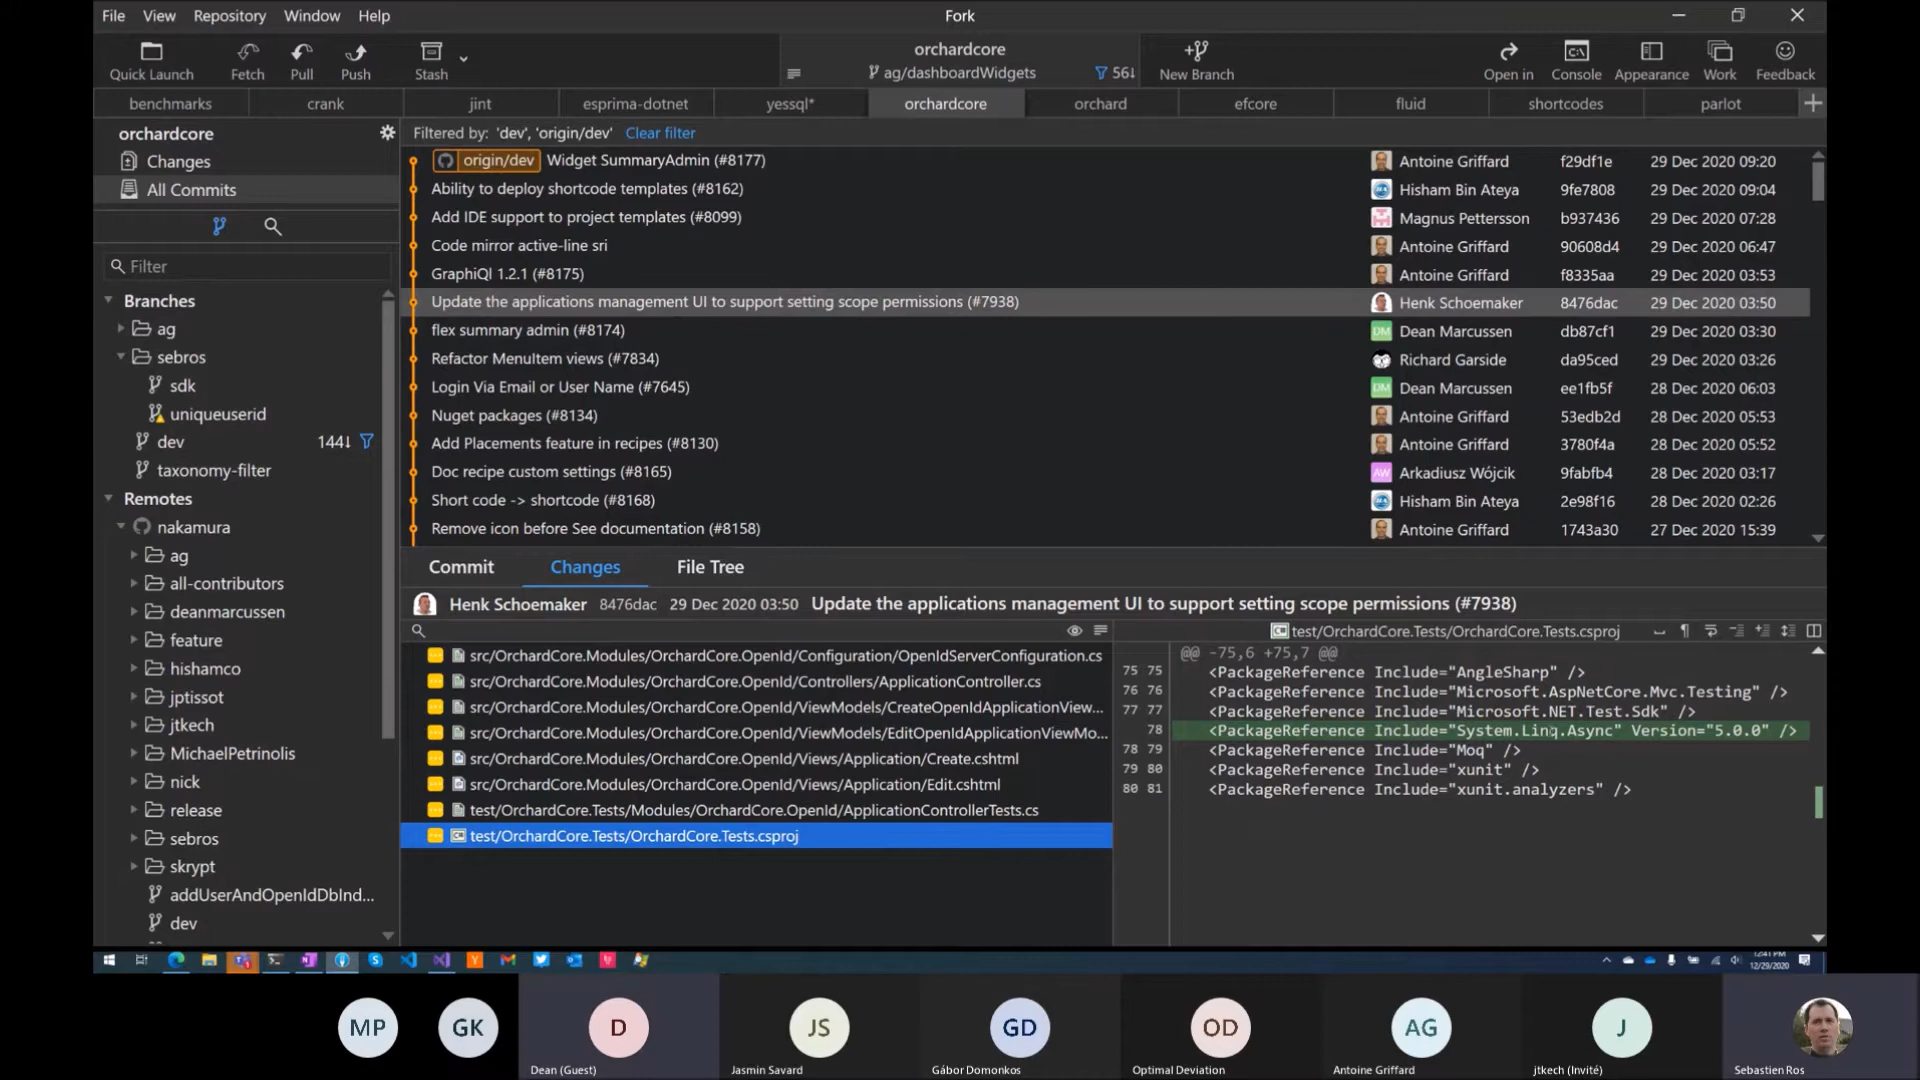 File View Repository Window Help
Fork
Quick Launch Fetch Pull Push Stash
orchardcore
ag/dashboardWidgets 56↓
New Branch
Open in Console Appearance Work Feedback
benchmarks crank jint esprima-dotnet yessql* orchardcore orchard efcore fluid shortcodes parlot
orchardcore
Changes
All Commits
Filter
Branches
ag
sebros
sdk
uniqueuserid
dev 144↓
taxonomy-filter
Remotes
nakamura
ag
all-contributors
deanmarcussen
feature
hishamco
jptissot
jtkech
MichaelPetrinolis
nick
release
sebros
skrypt
addUserAndOpenIdDbInd...
dev
Filtered by: 'dev', 'origin/dev' Clear filter
origin/dev Widget SummaryAdmin (#8177) Antoine Griffard f29df1e 29 Dec 2020 09:20
Ability to deploy shortcode templates (#8162) Hisham Bin Ateya 9fe7808 29 Dec 2020 09:04
Add IDE support to project templates (#8099) Magnus Pettersson b937436 29 Dec 2020 07:28
Code mirror active-line sri Antoine Griffard 90608d4 29 Dec 2020 06:47
GraphiQl 1.2.1 (#8175) Antoine Griffard f8335aa 29 Dec 2020 03:53
Update the applications management UI to support setting scope permissions (#7938) Henk Schoemaker 8476dac 29 Dec 2020 03:50
flex summary admin (#8174) DM Dean Marcussen db87cf1 29 Dec 2020 03:30
Refactor MenuItem views (#7834) Richard Garside da95ced 29 Dec 2020 03:26
Login Via Email or User Name (#7645) DM Dean Marcussen ee1fb5f 28 Dec 2020 06:03
Nuget packages (#8134) Antoine Griffard 53edb2d 28 Dec 2020 05:53
Add Placements feature in recipes (#8130) Antoine Griffard 3780f4a 28 Dec 2020 05:52
Doc recipe custom settings (#8165) AW Arkadiusz Wójcik 9fabfb4 28 Dec 2020 03:17
Short code -> shortcode (#8168) Hisham Bin Ateya 2e98f16 28 Dec 2020 02:26
Remove icon before See documentation (#8158) Antoine Griffard 1743a30 27 Dec 2020 15:39
Commit Changes File Tree
Henk Schoemaker 8476dac 29 Dec 2020 03:50 Update the applications management UI to support setting scope permissions (#7938)
src/OrchardCore.Modules/OrchardCore.OpenId/Configuration/OpenIdServerConfiguration.cs
src/OrchardCore.Modules/OrchardCore.OpenId/Controllers/ApplicationController.cs
src/OrchardCore.Modules/OrchardCore.OpenId/ViewModels/CreateOpenIdApplicationView...
src/OrchardCore.Modules/OrchardCore.OpenId/ViewModels/EditOpenIdApplicationViewMo...
src/OrchardCore.Modules/OrchardCore.OpenId/Views/Application/Create.cshtml
src/OrchardCore.Modules/OrchardCore.OpenId/Views/Application/Edit.cshtml
test/OrchardCore.Tests/Modules/OrchardCore.OpenId/ApplicationControllerTests.cs
test/OrchardCore.Tests/OrchardCore.Tests.csproj
test/OrchardCore.Tests/OrchardCore.Tests.csproj
@@ -75,6 +75,7 @@
75 75 <PackageReference Include="AngleSharp" />
76 76 <PackageReference Include="Microsoft.AspNetCore.Mvc.Testing" />
77 77 <PackageReference Include="Microsoft.NET.Test.Sdk" />
78 <PackageReference Include="System.Linq.Async" Version="5.0.0" />
78 79 <PackageReference Include="Moq" />
79 80 <PackageReference Include="xunit" />
80 81 <PackageReference Include="xunit.analyzers" />
12:41 PM
12/29/2020
MP GK D JS GD OD AG J
Dean (Guest) Jasmin Savard Gábor Domonkos Optimal Deviation Antoine Griffard jtkech (Invité) Sebastien Ros